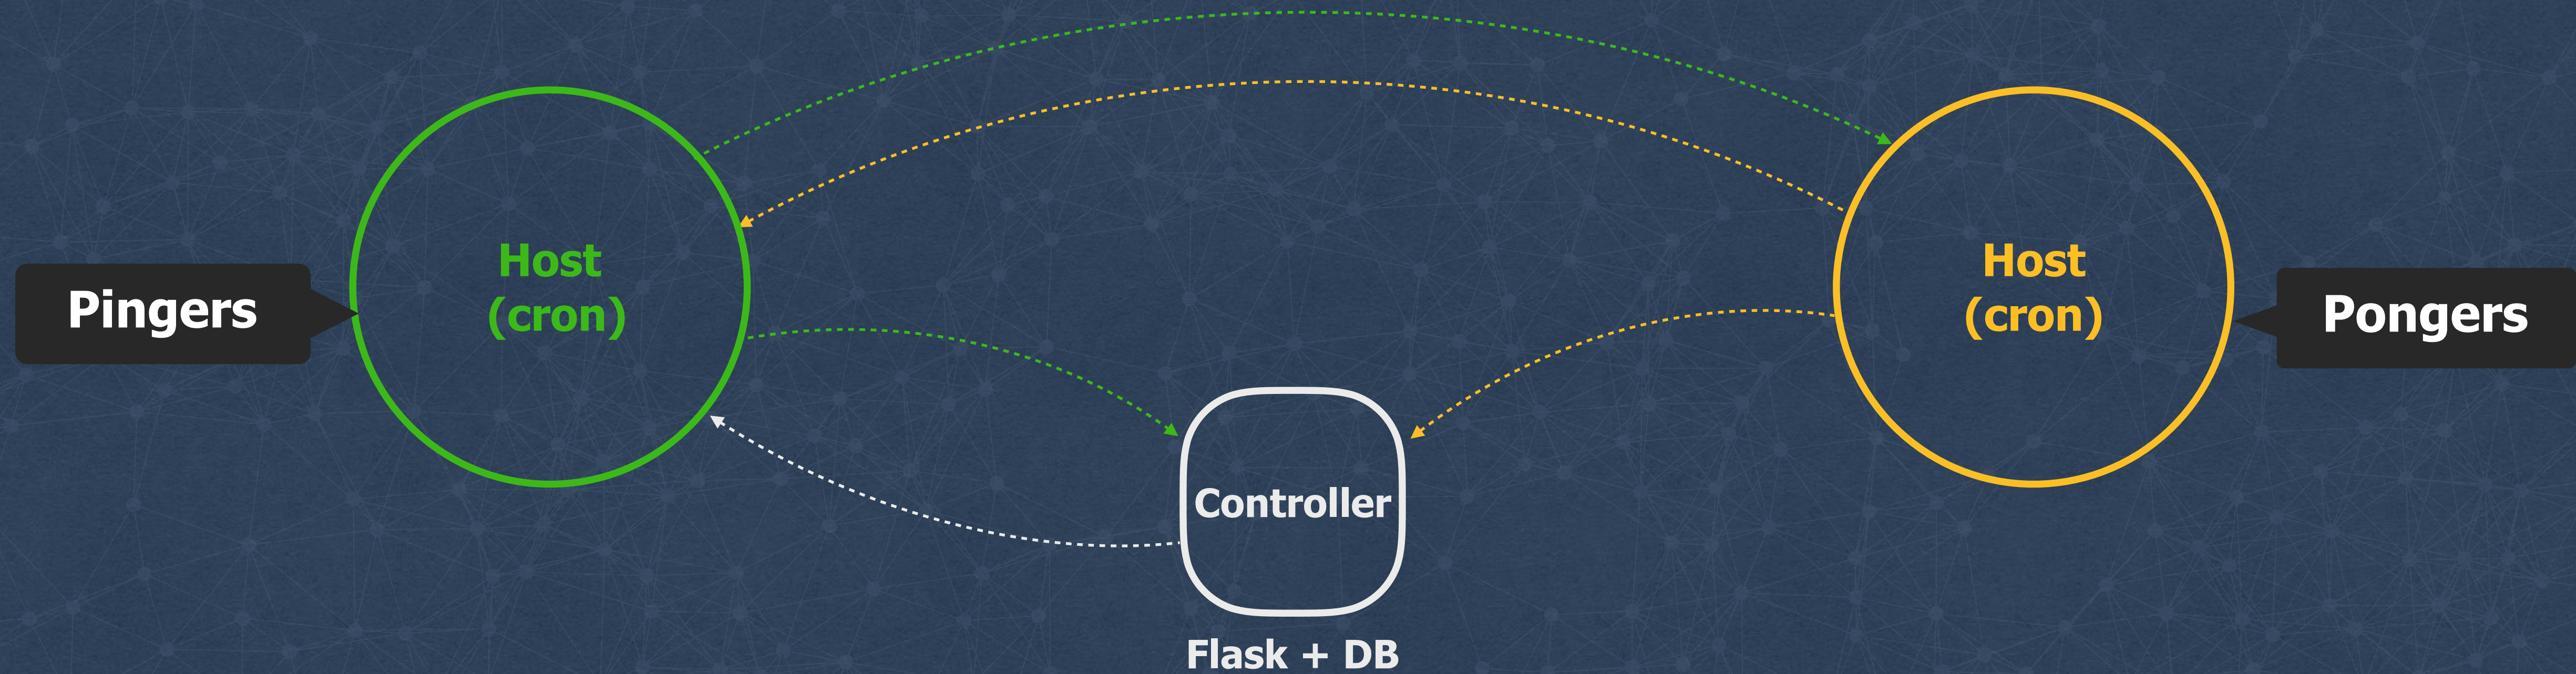 Pingers
Host
(cron)
Host
(cron)
Pongers
Controller
Flask + DB